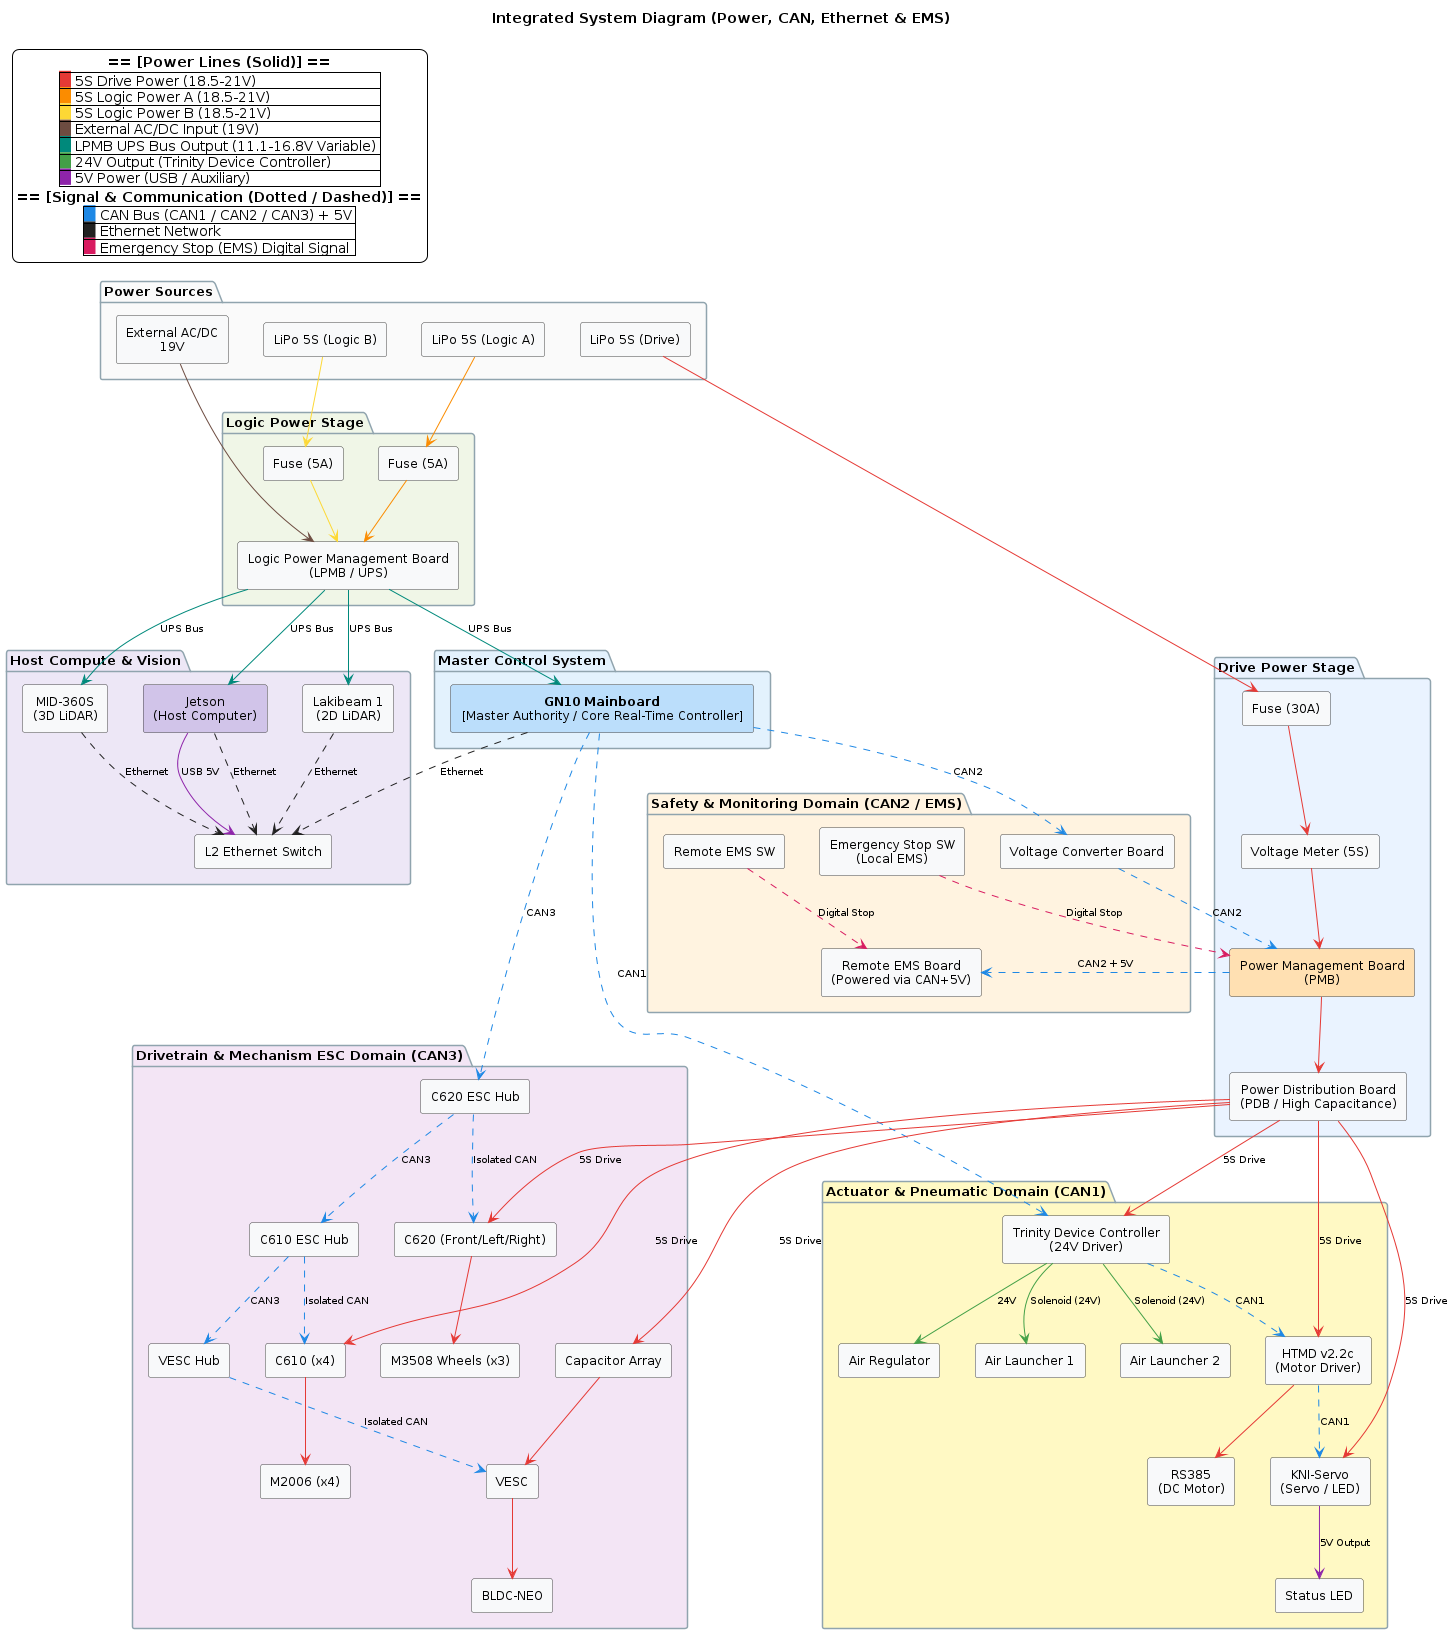 Integrated System Diagram (Power, CAN, Ethernet & EMS)
== [Power Lines (Solid)] ==
5S Drive Power (18.5-21V)
5S Logic Power A (18.5-21V)
5S Logic Power B (18.5-21V)
External AC/DC Input (19V)
LPMB UPS Bus Output (11.1-16.8V Variable)
24V Output (Trinity Device Controller)
5V Power (USB / Auxiliary)
== [Signal & Communication (Dotted / Dashed)] ==
CAN Bus (CAN1 / CAN2 / CAN3) + 5V
Ethernet Network
Emergency Stop (EMS) Digital Signal
Power Sources
External AC/DC
19V
LiPo 5S (Logic B)
LiPo 5S (Logic A)
LiPo 5S (Drive)
Logic Power Stage
Fuse (5A)
Fuse (5A)
Logic Power Management Board
(LPMB / UPS)
UPS Bus
UPS Bus
UPS Bus
UPS Bus
Host Compute & Vision
MID-360S
(3D LiDAR)
Jetson
(Host Computer)
Lakibeam 1
(2D LiDAR)
Ethernet
USB 5V
Ethernet
Ethernet
Ethernet
L2 Ethernet Switch
Master Control System
GN10 Mainboard
[Master Authority / Core Real-Time Controller]
CAN2
CAN3
CAN1
Drive Power Stage
Fuse (30A)
Voltage Meter (5S)
Power Management Board
(PMB)
Power Distribution Board
(PDB / High Capacitance)
Safety & Monitoring Domain (CAN2 / EMS)
Remote EMS SW
Emergency Stop SW
(Local EMS)
Voltage Converter Board
Digital Stop
Digital Stop
CAN2
Remote EMS Board
(Powered via CAN+5V)
CAN2 + 5V
Drivetrain & Mechanism ESC Domain (CAN3)
C620 ESC Hub
CAN3
Isolated CAN
5S Drive
C610 ESC Hub
C620 (Front/Left/Right)
5S Drive
5S Drive
CAN3
Isolated CAN
VESC Hub
C610 (x4)
M3508 Wheels (x3)
Capacitor Array
Isolated CAN
M2006 (x4)
VESC
BLDC-NEO
5S Drive
Actuator & Pneumatic Domain (CAN1)
Trinity Device Controller
(24V Driver)
5S Drive
24V
Solenoid (24V)
Solenoid (24V)
CAN1
5S Drive
Air Regulator
Air Launcher 1
Air Launcher 2
HTMD v2.2c
(Motor Driver)
CAN1
RS385
(DC Motor)
KNI-Servo
(Servo / LED)
5V Output
Status LED